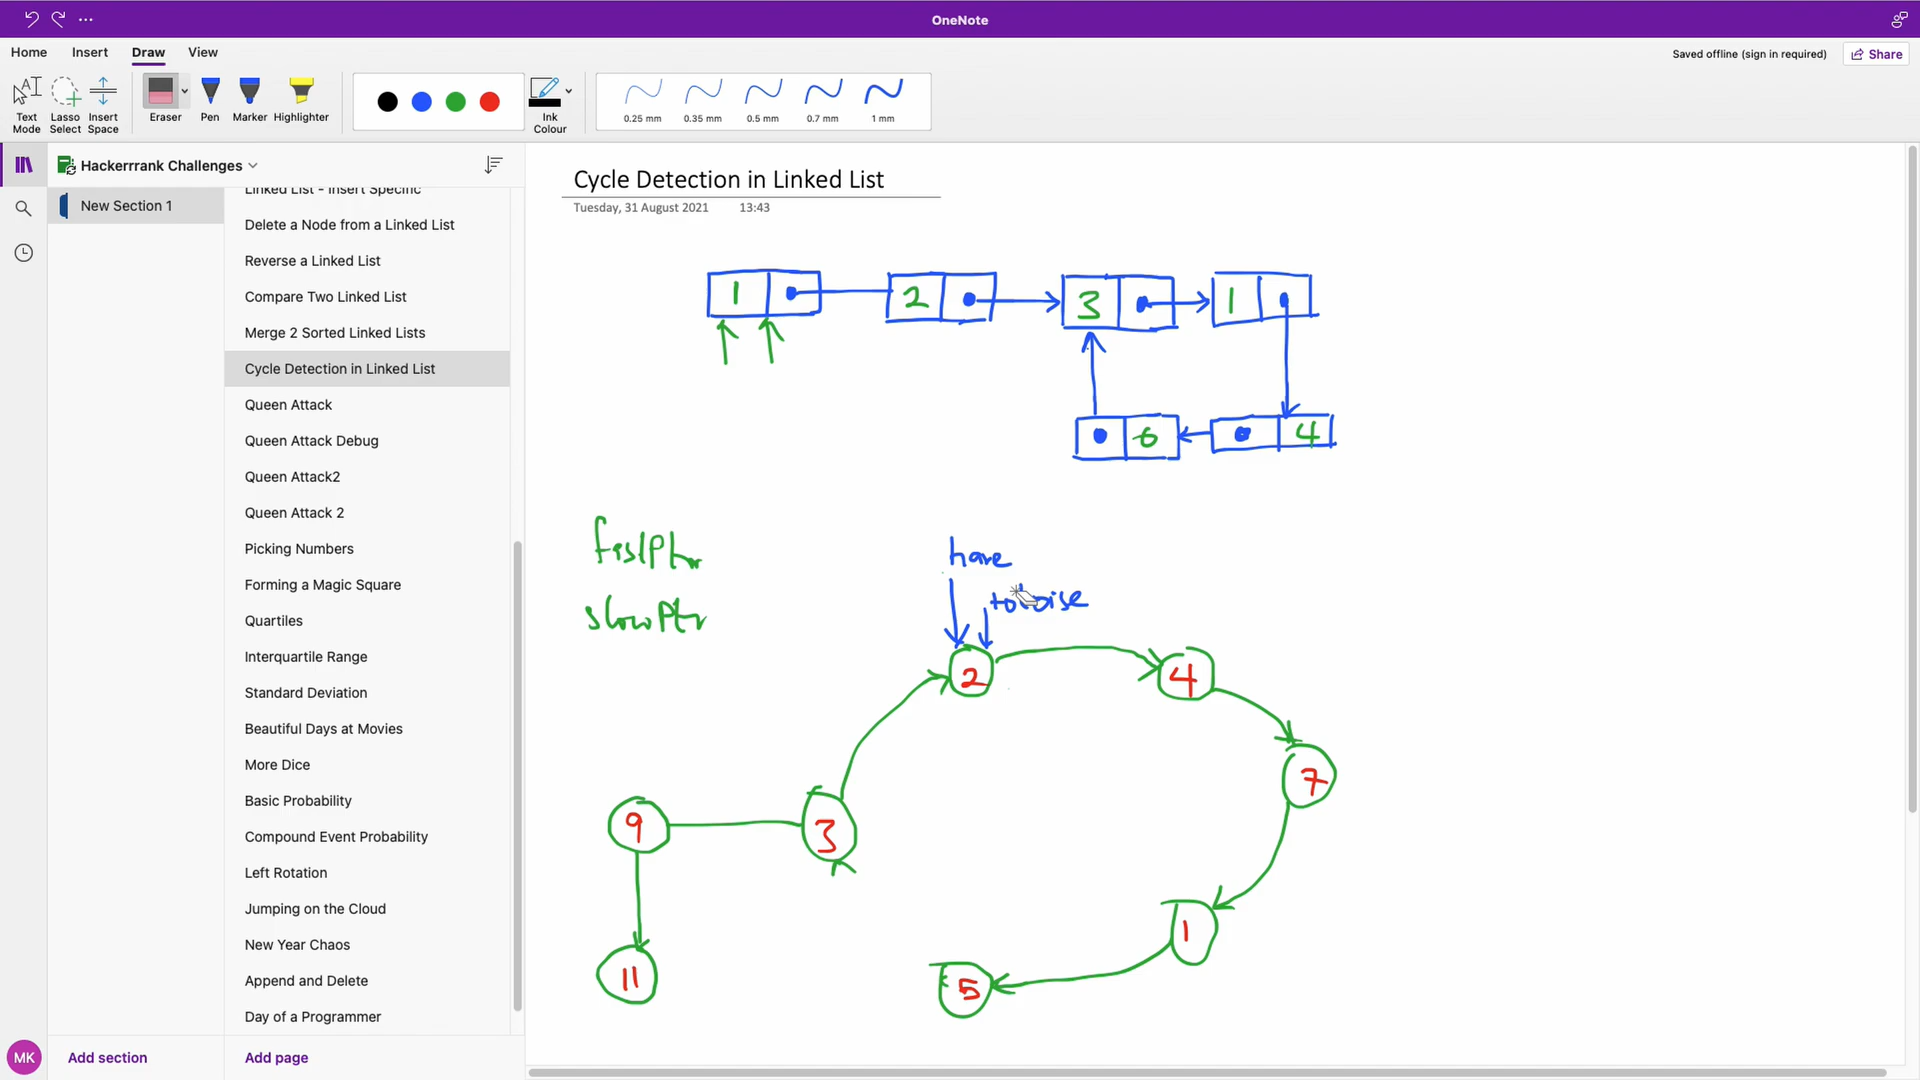 OneNote
Home Insert Draw View
Saved offline (sign in required) Share
Text Mode
Lasso Select
Insert Space
Eraser
Pen
Marker
Highlighter
Ink Colour
0.25 mm 0.35 mm 0.5 mm 0.7 mm 1 mm
Hackerrrank Challenges
New Section 1
Linked List - Insert Specific
Delete a Node from a Linked List
Reverse a Linked List
Compare Two Linked List
Merge 2 Sorted Linked Lists
Cycle Detection in Linked List
Queen Attack
Queen Attack Debug
Queen Attack2
Queen Attack 2
Picking Numbers
Forming a Magic Square
Quartiles
Interquartile Range
Standard Deviation
Beautiful Days at Movies
More Dice
Basic Probability
Compound Event Probability
Left Rotation
Jumping on the Cloud
New Year Chaos
Append and Delete
Day of a Programmer
MK
Add section
Add page
Cycle Detection in Linked List
Tuesday, 31 August 2021 13:43
1 2 3 1
6 4
hare
slowPtr
tortoise
2 4
7
9 3
1
11 5